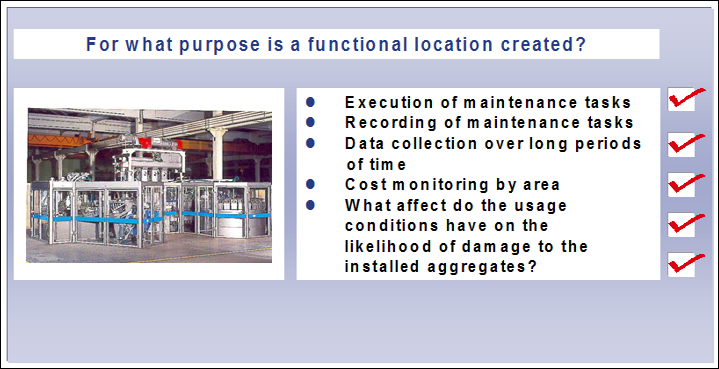 For what purpose is a functional location created?
Execution of maintenance tasks
Recording of maintenance tasks
Data collection over long periods
of time
Cost monitoring by area
What affect do the usage
conditions have on the
likelihood of damage to the
installed aggregates?